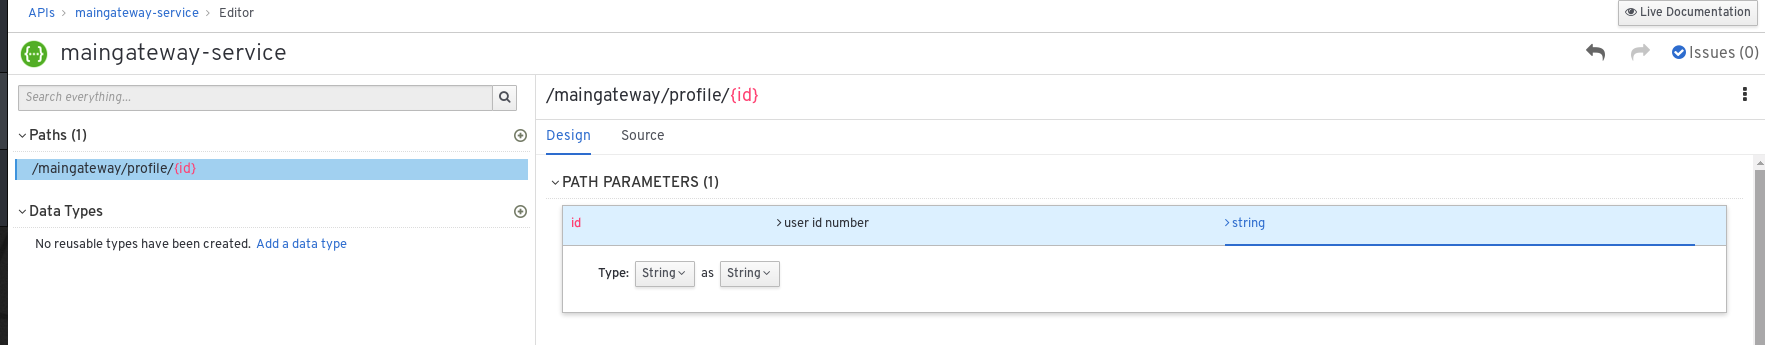 APIs > maingateway-service > Editor
Live Documentation
{···} maingateway-service
Issues (0)
Search everything...
/maingateway/profile/{id}
Paths (1)
Design Source
/maingateway/profile/{id}
PATH PARAMETERS (1)
Data Types
id > user id number > string
No reusable types have been created. Add a data type
Type: String as String